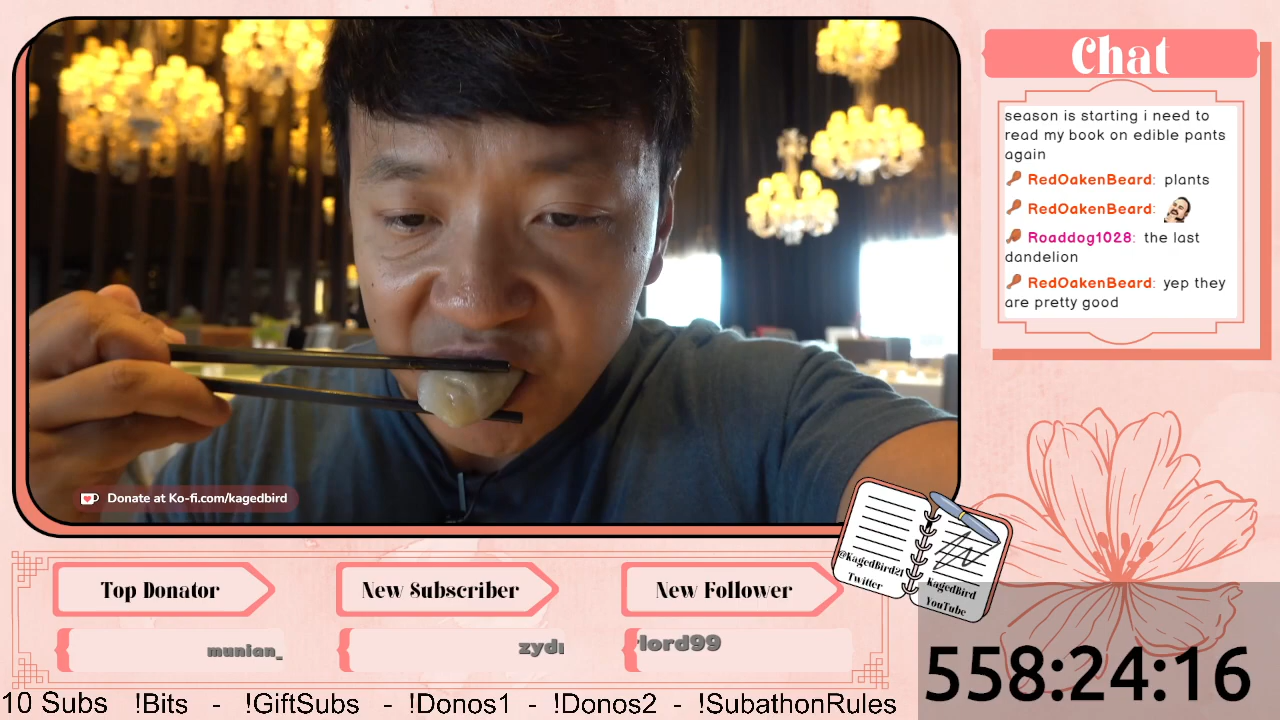 Chat
season is starting i need to
read my book on edible pants
again
RedOakenBeard: plants
RedOakenBeard:
Roaddog1028: the last
dandelion
RedOakenBeard: yep they
are pretty good
Donate at Ko-fi.com/kagedbird
@KagedBird21
Twitter
KagedBird
YouTube
Top Donator
New Subscriber
New Follower
munian_
zydı
lord99
558:24:16
10 Subs !Bits - !GiftSubs - !Donos1 - !Donos2 - !SubathonRules